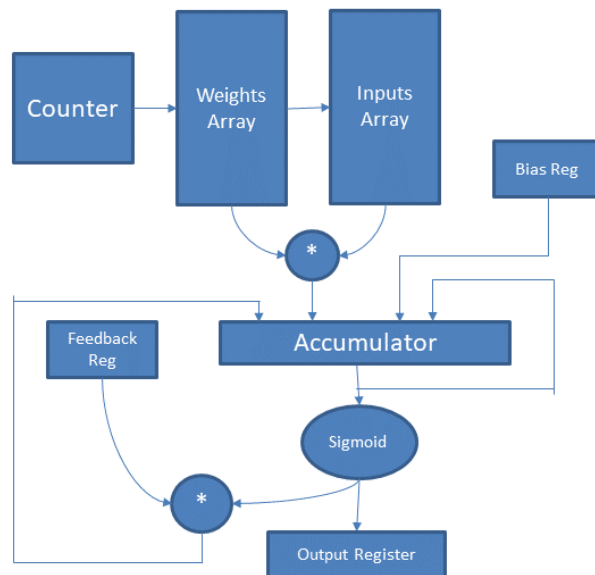 Counter
Weights
Array
Inputs
Array
Bias Reg
*
Feedback
Reg
Accumulator
Sigmoid
*
Output Register